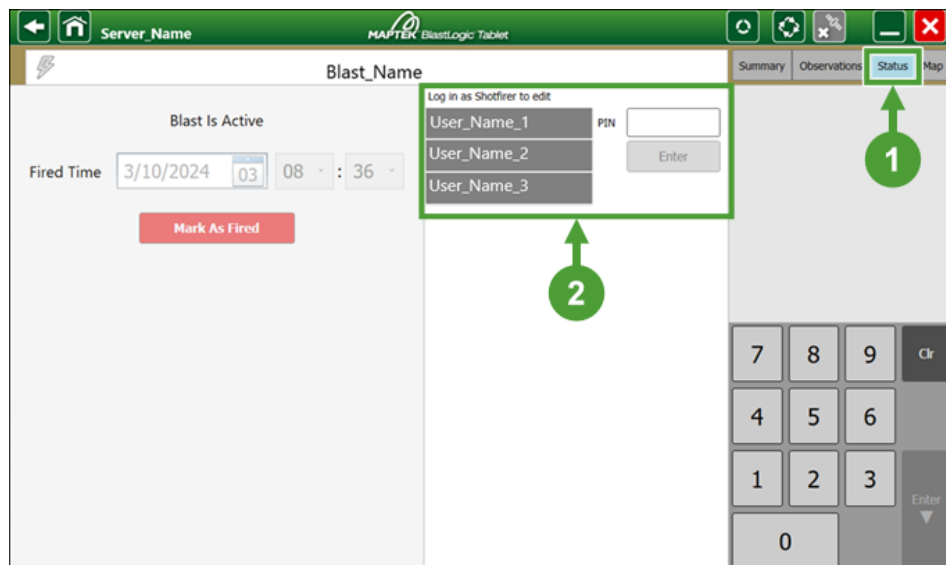 Server_Name
MAPTEK BlastLogic Tablet
Blast_Name
Summary
Observations
Status
Map
Blast Is Active
Fired Time
3/10/2024
03
08 : 36
Mark As Fired
Log in as Shotfirer to edit
User_Name_1
User_Name_2
User_Name_3
PIN
Enter
1
2
7 8 9 Clr
4 5 6
1 2 3
Enter
0